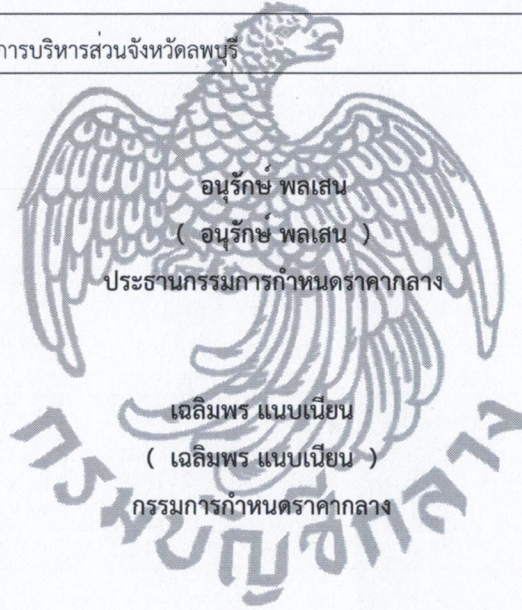 การบริหารส่วนจังหวัดลพบุรี
อนุรักษ์ พลเสน
( อนุรักษ์ พลเสน )
ประธานกรรมการกำหนดราคากลาง
เฉลิมพร แนบเนียน
( เฉลิมพร แนบเนียน )
กรรมการกำหนดราคากลาง
กรมบัญชีกลาง